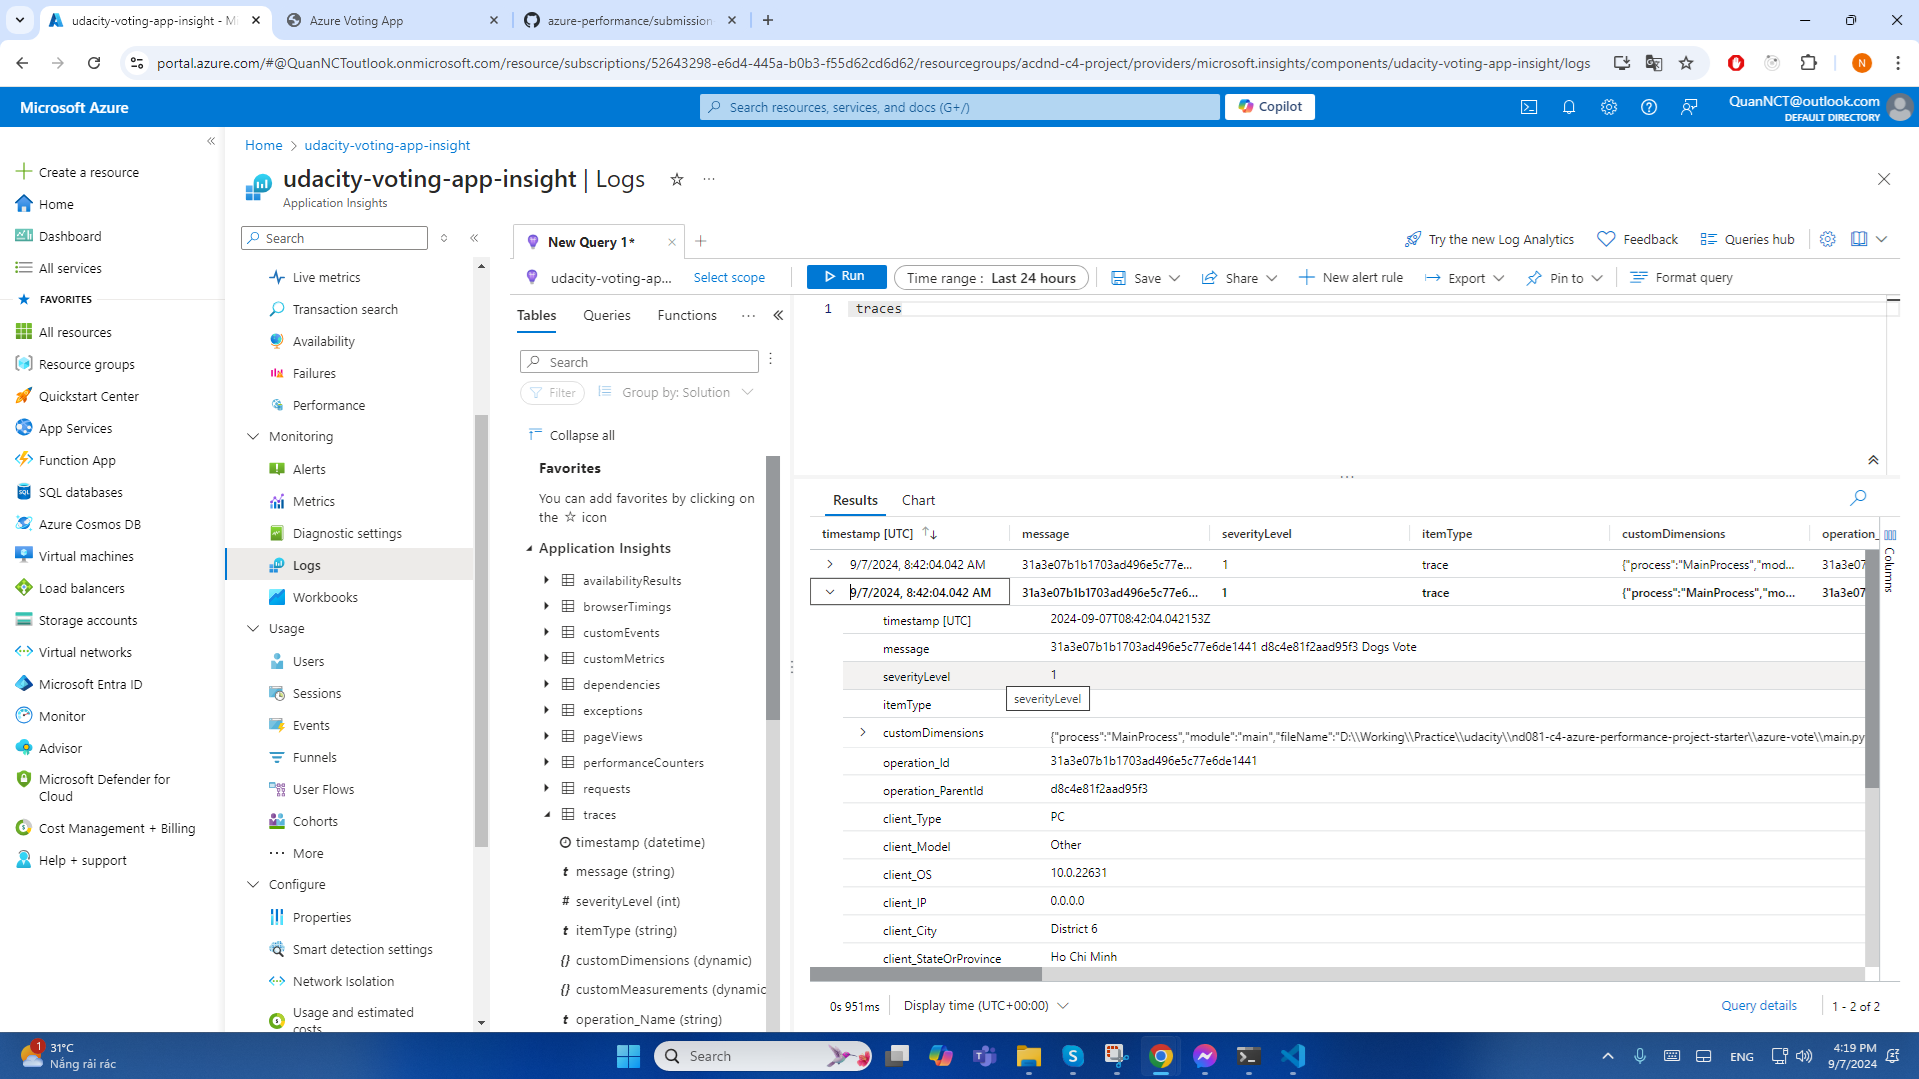 udacity-voting-app-insight - Mi
Azure Voting App
azure-performance/submission
portal.azure.com/#@QuanNCToutlook.onmicrosoft.com/resource/subscriptions/52643298-e6d4-445a-b0b3-f55d62cd6d62/resourcegroups/acdnd-c4-project/providers/microsoft.insights/components/udacity-voting-app-insight/logs
N
Microsoft Azure
Search resources, services, and docs (G+/)
Copilot
QuanNCT@outlook.com
DEFAULT DIRECTORY
Create a resource
Home
Dashboard
All services
FAVORITES
All resources
Resource groups
Quickstart Center
App Services
Function App
SQL databases
Azure Cosmos DB
Virtual machines
Load balancers
Storage accounts
Virtual networks
Microsoft Entra ID
Monitor
Advisor
Microsoft Defender for
Cloud
Cost Management + Billing
Help + support
Home > udacity-voting-app-insight
udacity-voting-app-insight | Logs
Application Insights
Search
Live metrics
Transaction search
Availability
Failures
Performance
Monitoring
Alerts
Metrics
Diagnostic settings
Logs
Workbooks
Usage
Users
Sessions
Events
Funnels
User Flows
Cohorts
More
Configure
Properties
Smart detection settings
Network Isolation
Usage and estimated
costs
New Query 1*
Try the new Log Analytics
Feedback
Queries hub
udacity-voting-ap...
Select scope
Run
Time range : Last 24 hours
Save
Share
New alert rule
Export
Pin to
Format query
Tables
Queries
Functions
Search
Filter
Group by: Solution
Collapse all
Favorites
You can add favorites by clicking on
the ☆ icon
Application Insights
availabilityResults
browserTimings
customEvents
customMetrics
dependencies
exceptions
pageViews
performanceCounters
requests
traces
timestamp (datetime)
t message (string)
# severityLevel (int)
t itemType (string)
{} customDimensions (dynamic)
{} customMeasurements (dynamic
t operation_Name (string)
1 traces
Results
Chart
timestamp [UTC] message severityLevel itemType customDimensions operation_
9/7/2024, 8:42:04.042 AM 31a3e07b1b1703ad496e5c77e... 1 trace {"process":"MainProcess","mod... 31a3e07
9/7/2024, 8:42:04.042 AM 31a3e07b1b1703ad496e5c77e6... 1 trace {"process":"MainProcess","mo... 31a3e07
timestamp [UTC] 2024-09-07T08:42:04.042153Z
message 31a3e07b1b1703ad496e5c77e6de1441 d8c4e81f2aad95f3 Dogs Vote
severityLevel 1
itemType
severityLevel
customDimensions {"process":"MainProcess","module":"main","fileName":"D:\\Working\\Practice\\udacity\\nd081-c4-azure-performance-project-starter\\azure-vote\\main.py
operation_Id 31a3e07b1b1703ad496e5c77e6de1441
operation_ParentId d8c4e81f2aad95f3
client_Type PC
client_Model Other
client_OS 10.0.22631
client_IP 0.0.0.0
client_City District 6
client_StateOrProvince Ho Chi Minh
Columns
0s 951ms
Display time (UTC+00:00)
Query details
1 - 2 of 2
1
31°C
Nắng rải rác
Search
ENG
4:19 PM
9/7/2024